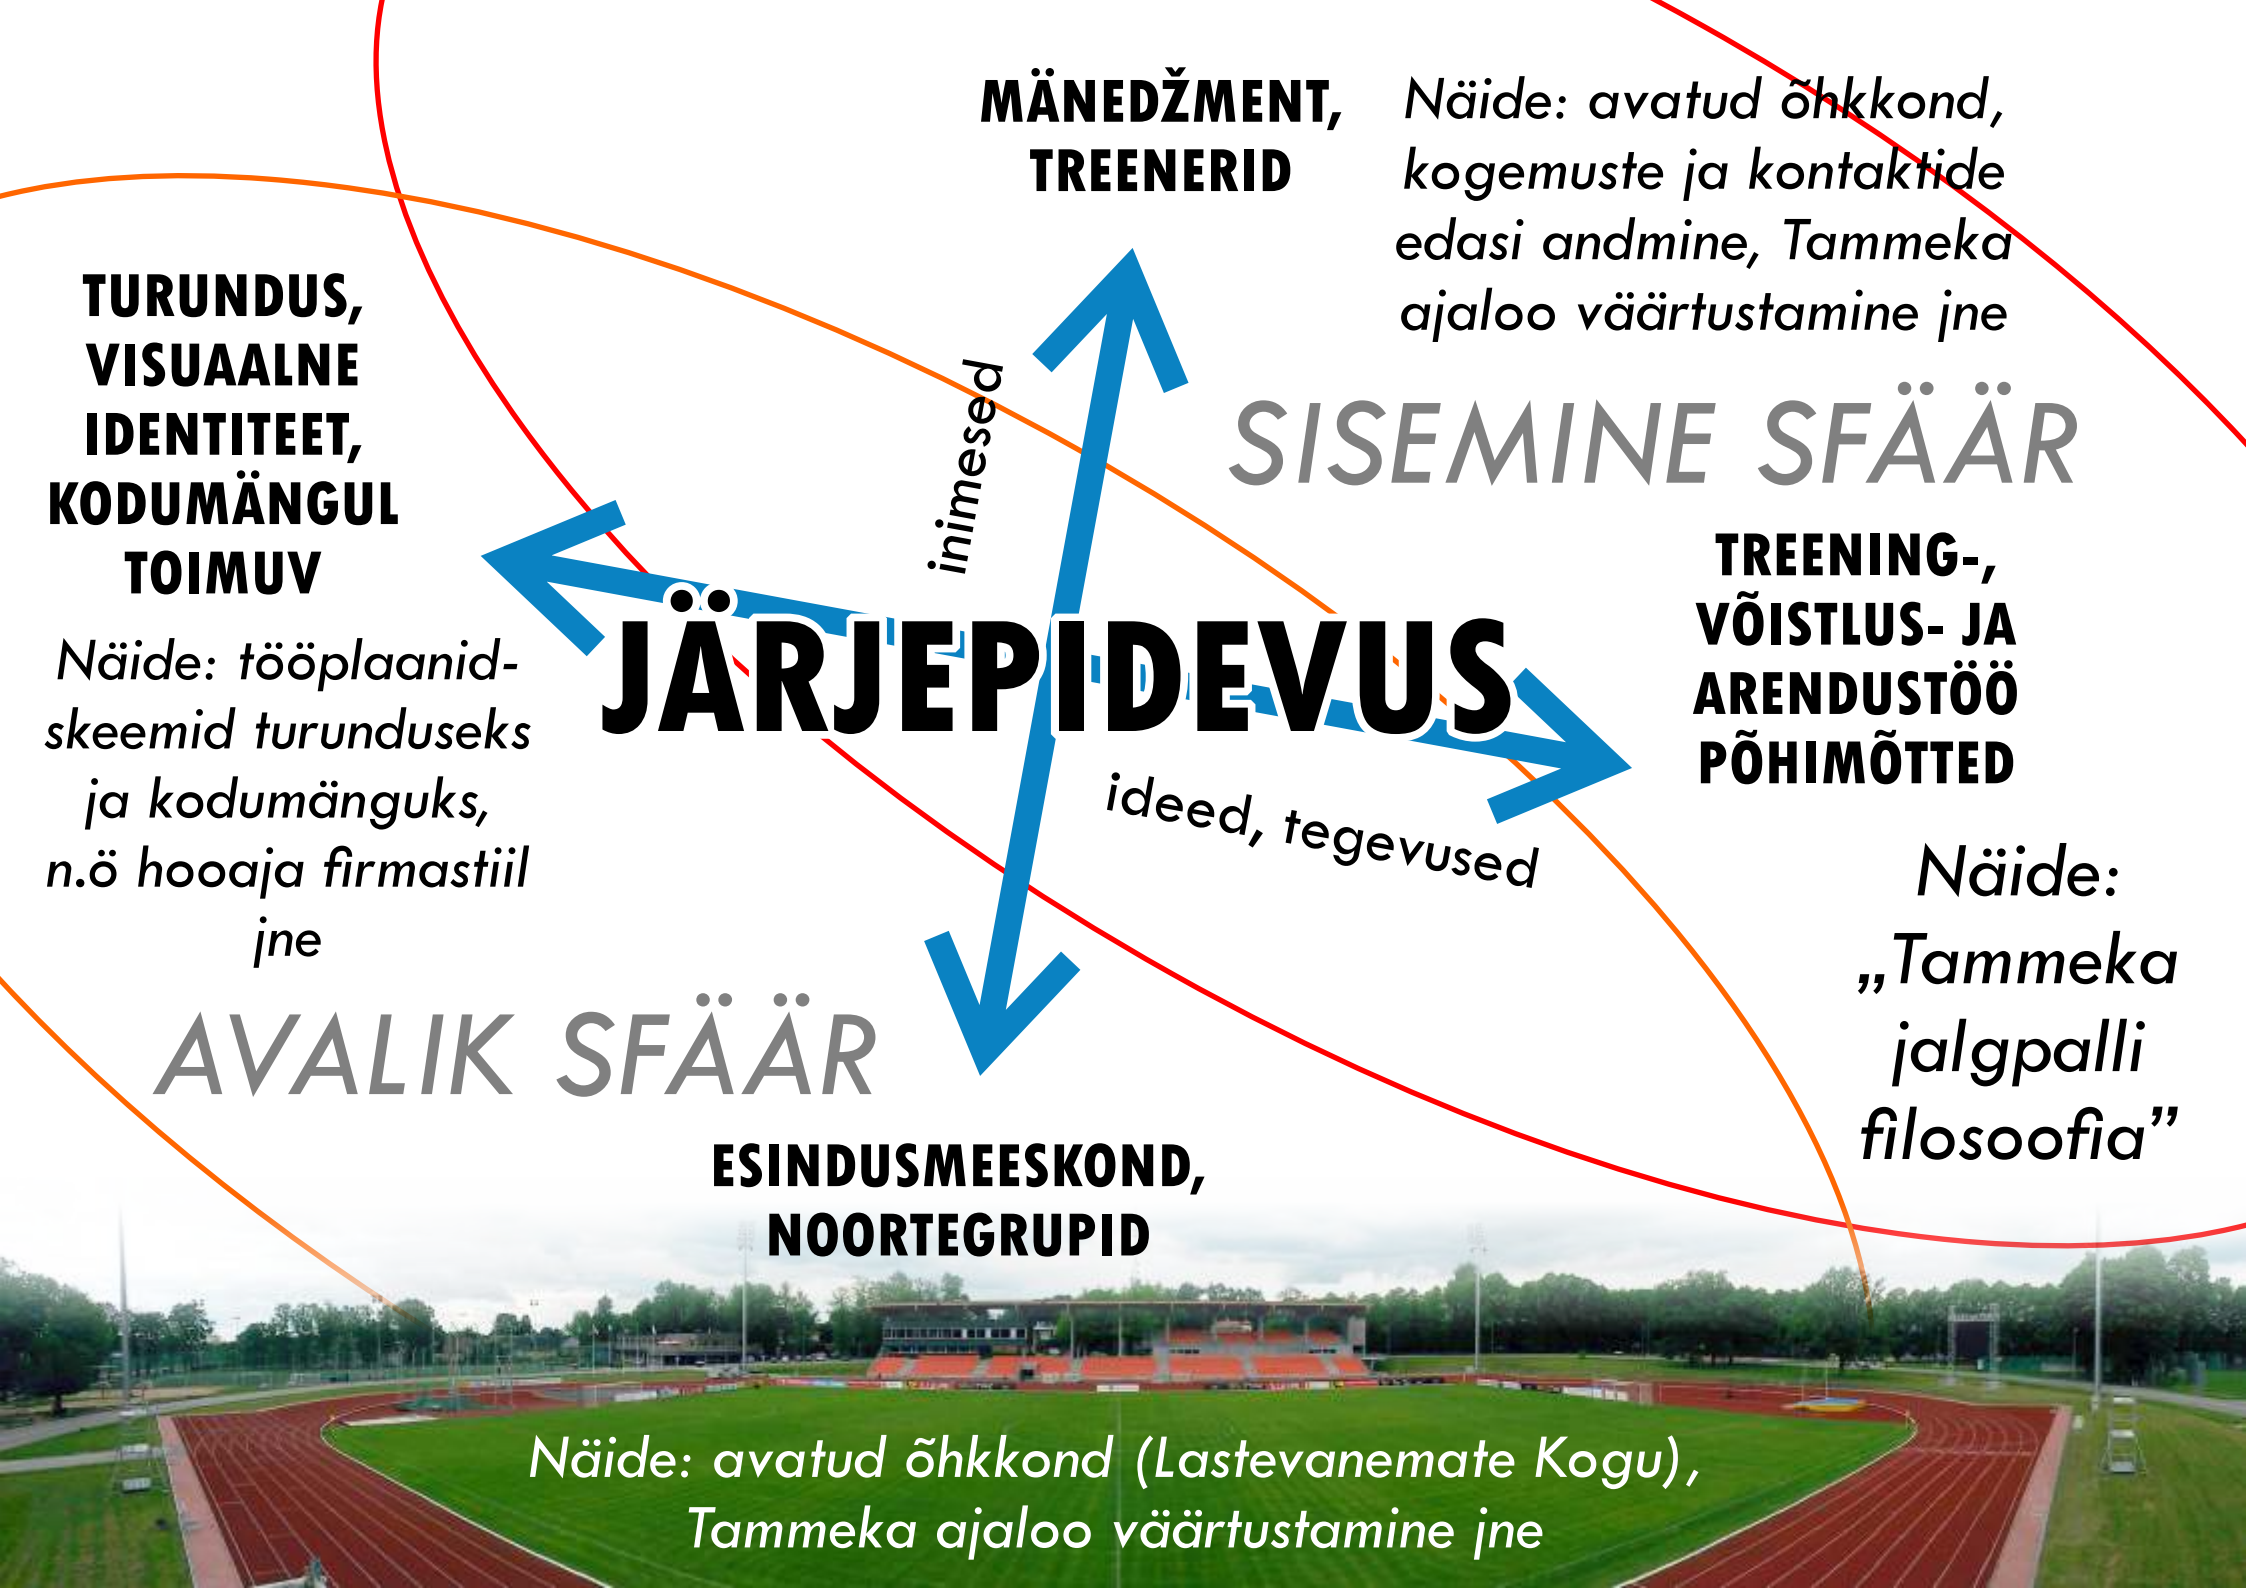 MÄNEDŽMENT,
TREENERID
Näide: avatud õhkkond,
kogemuste ja kontaktide
edasi andmine, Tammeka
ajaloo väärtustamine jne
TURUNDUS,
VISUAALNE
IDENTITEET,
KODUMÄNGUL
TOIMUV
Näide: tööplaanid-
skeemid turunduseks
ja kodumänguks,
n.ö hooaja firmastiil
jne
inimesed
SISEMINE SFÄÄR
JÄRJEPIDEVUS
ideed, tegevused
TREENING-,
VÕISTLUS- JA
ARENDUSTÖÖ
PÕHIMÕTTED
Näide:
„Tammeka
jalgpalli
filosoofia”
AVALIK SFÄÄR
ESINDUSMEESKOND,
NOORTEGRUPID
Näide: avatud õhkkond (Lastevanemate Kogu),
Tammeka ajaloo väärtustamine jne